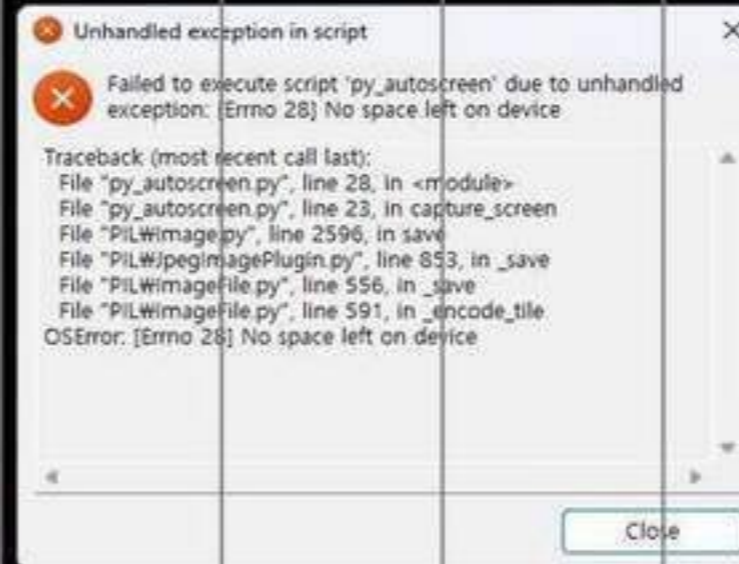 Unhandled exception in script
Failed to execute script 'py_autoscreen' due to unhandled
exception: [Errno 28] No space left on device
Traceback (most recent call last):
File "py_autoscreen.py", line 28, in <module>
File "py_autoscreen.py", line 23, in capture_screen
File "PIL₩Image.py", line 2596, in save
File "PIL₩JpegImagePlugin.py", line 853, in _save
File "PIL₩ImageFile.py", line 556, in _save
File "PIL₩ImageFile.py", line 591, in _encode_tile
OSError: [Errno 28] No space left on device
Close